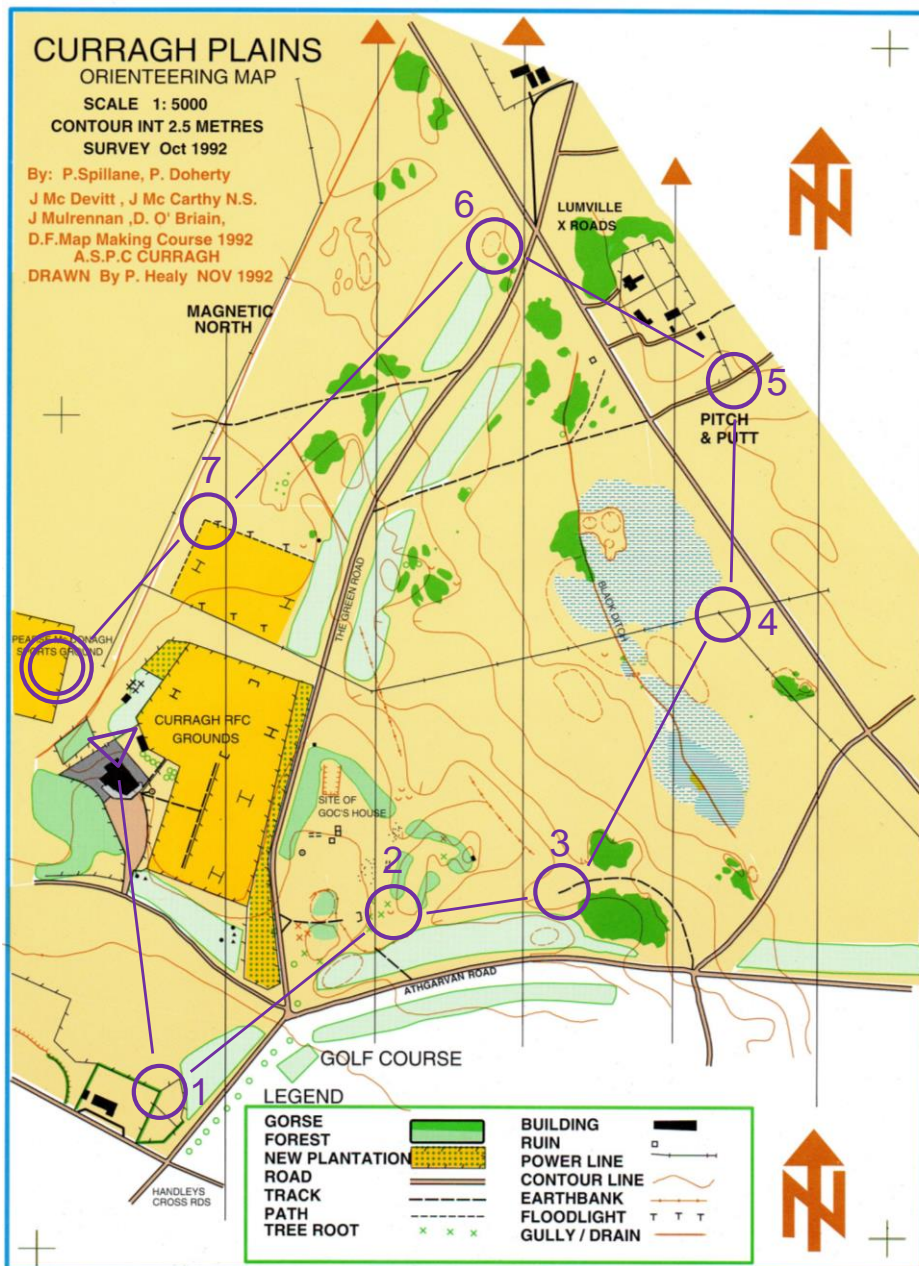 CURRAGH PLAINS
ORIENTEERING MAP
SCALE 1: 5000
CONTOUR INT 2.5 METRES
SURVEY Oct 1992
By: P.Spillane, P. Doherty
J Mc Devitt , J Mc Carthy N.S.
J Mulrennan ,D. O' Briain,
D.F.Map Making Course 1992
A.S.P.C CURRAGH
DRAWN By P. Healy NOV 1992
MAGNETIC
NORTH
6
LUMVILLE
X ROADS
N
5
PITCH
& PUTT
7
THE GREEN ROAD
BLACK DITCH
4
PEARSE McDONAGH
SPORTS GROUND
CURRAGH RFC
GROUNDS
SITE OF
GOC'S HOUSE
2
3
ATHGARVAN ROAD
1
GOLF COURSE
HANDLEYS
CROSS RDS
LEGEND
GORSE
FOREST
NEW PLANTATION
ROAD
TRACK
PATH
TREE ROOT
BUILDING
RUIN
POWER LINE
CONTOUR LINE
EARTHBANK
FLOODLIGHT
GULLY / DRAIN
N